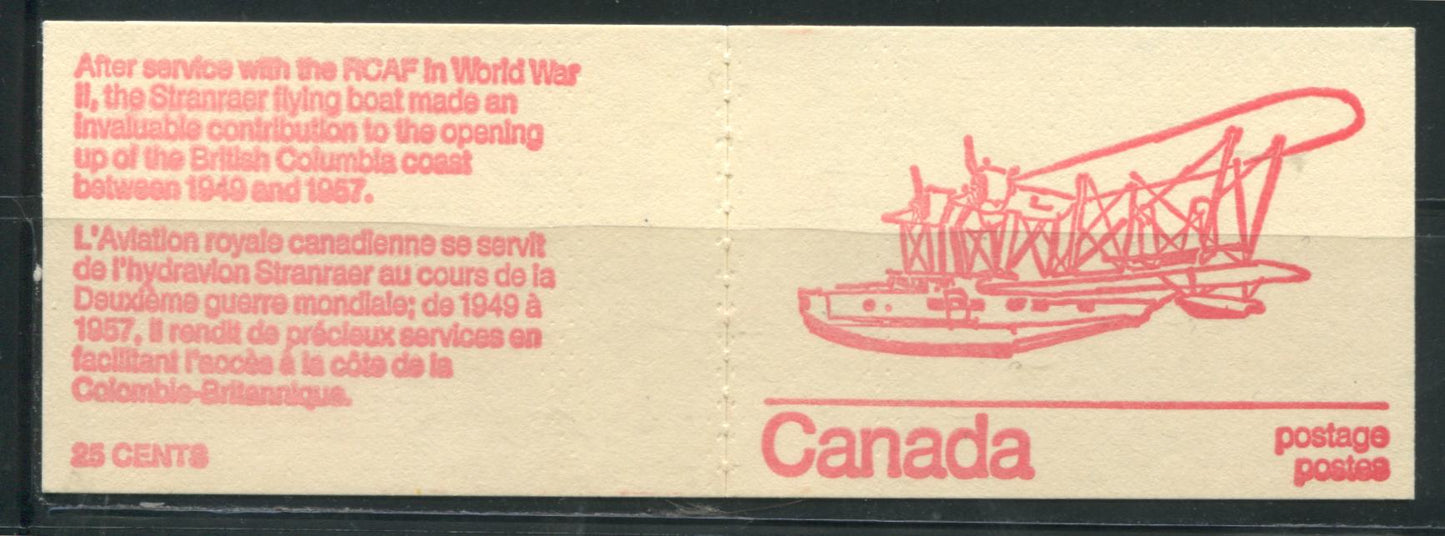 After service with the RCAF in World War
II, the Stranraer flying boat made an
invaluable contribution to the opening
up of the British Columbia coast
between 1949 and 1957.
L'Aviation royale canadienne se servit
de l'hydravion Stranraer au cours de la
Deuxième guerre mondiale; de 1949 à
1957, il rendit de précieux services en
facilitant l'accès à la côte de la
Colombie-Britannique.
25 CENTS
Canada
postage
postes